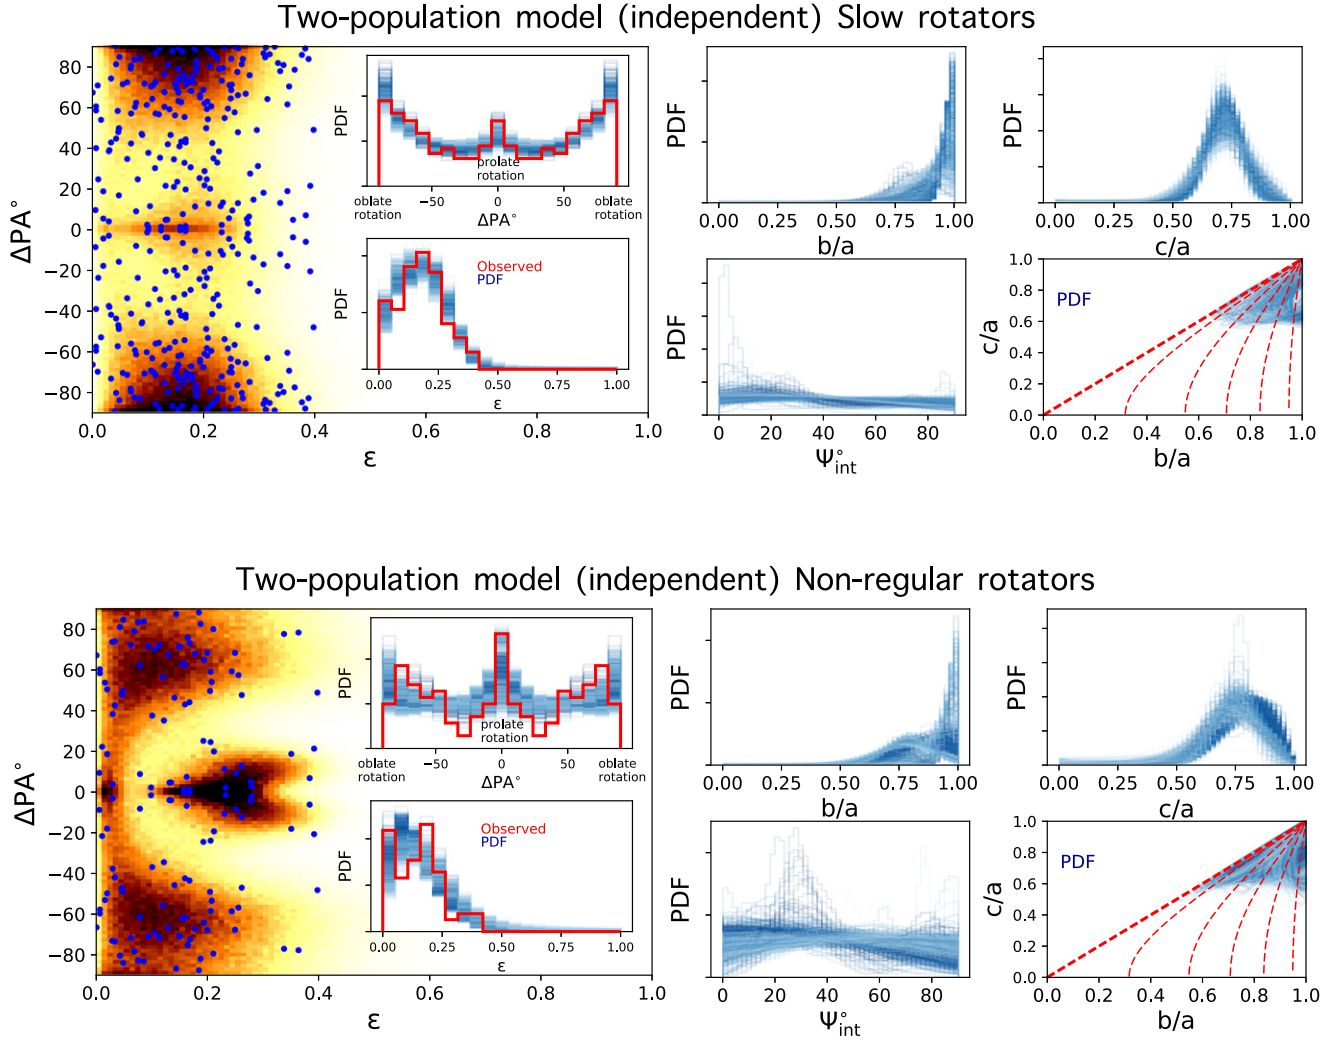 Two-population model (independent) Slow rotators
80
60
40
20
0
−20
−40
−60
−80
ΔPA°
0.0 0.2 0.4 0.6 0.8 1.0
ε
PDF
prolate
rotation
oblate
rotation
−50 0 50
oblate
rotation
ΔPA°
PDF
Observed
PDF
0.00 0.25 0.50 0.75 1.00
ε
PDF
0.00 0.25 0.50 0.75 1.00
b/a
PDF
0.00 0.25 0.50 0.75 1.00
c/a
PDF
0 20 40 60 80
Ψ°int
PDF
c/a
1.0
0.8
0.6
0.4
0.2
0.0
0.0 0.2 0.4 0.6 0.8 1.0
b/a
Two-population model (independent) Non-regular rotators
80
60
40
20
0
−20
−40
−60
−80
ΔPA°
0.0 0.2 0.4 0.6 0.8 1.0
ε
PDF
prolate
rotation
oblate
rotation
−50 0 50
oblate
rotation
ΔPA°
PDF
Observed
PDF
0.00 0.25 0.50 0.75 1.00
ε
PDF
0.00 0.25 0.50 0.75 1.00
b/a
PDF
0.00 0.25 0.50 0.75 1.00
c/a
PDF
0 20 40 60 80
Ψ°int
PDF
c/a
1.0
0.8
0.6
0.4
0.2
0.0
0.0 0.2 0.4 0.6 0.8 1.0
b/a